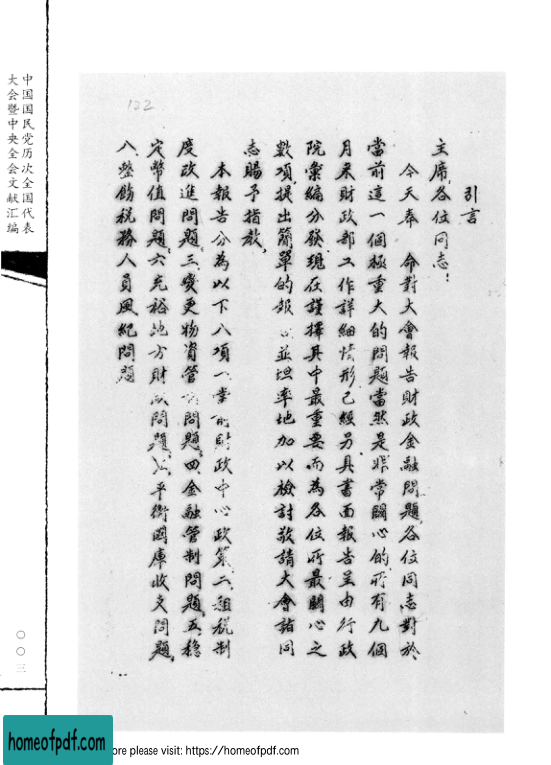 中国国民党历次全国代表
大会暨中央全会文献汇编
〇〇三
122
引言
主席、各位同志：
今天奉　命對大會報告財政金融問題、各位同志對於
當前這一個極重大的問題當然是非常關心的、所有九個
月來財政部工作詳細情形已經另具書面報告呈由行政
院彙編分發、現在謹擇其中最重要而為各位所最關心之
數項、提出簡單的報　並坦率地加以檢討敬請大會諸同
志賜予指教、
本報告分為以下八項一、當前財政中心政策、二、租稅制
度改進問題、三、變更物資管　問題、四、金融管制問題、五、穩
定幣值問題、六、充裕地方財政問題、七、平衡國庫收支問題、
八、整飭稅務人員風紀問題
homeofpdf.com
ore please visit: https://homeofpdf.com